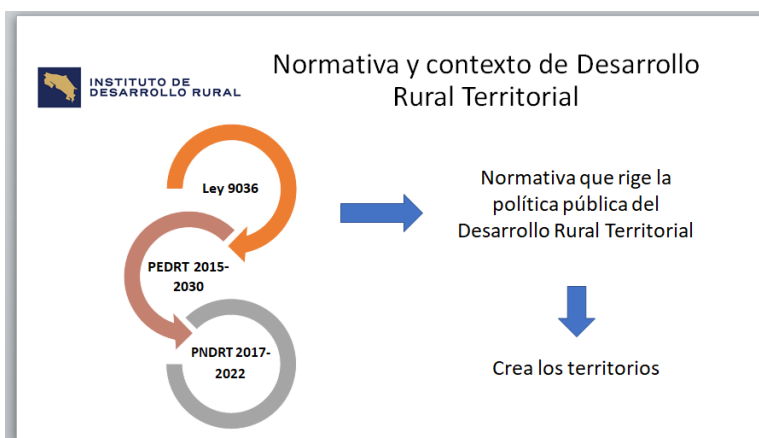 INSTITUTO DE
DESARROLLO RURAL
Normativa y contexto de Desarrollo
Rural Territorial
Ley 9036
PEDRT 2015-
2030
PNDRT 2017-
2022
Normativa que rige la
política pública del
Desarrollo Rural Territorial
Crea los territorios